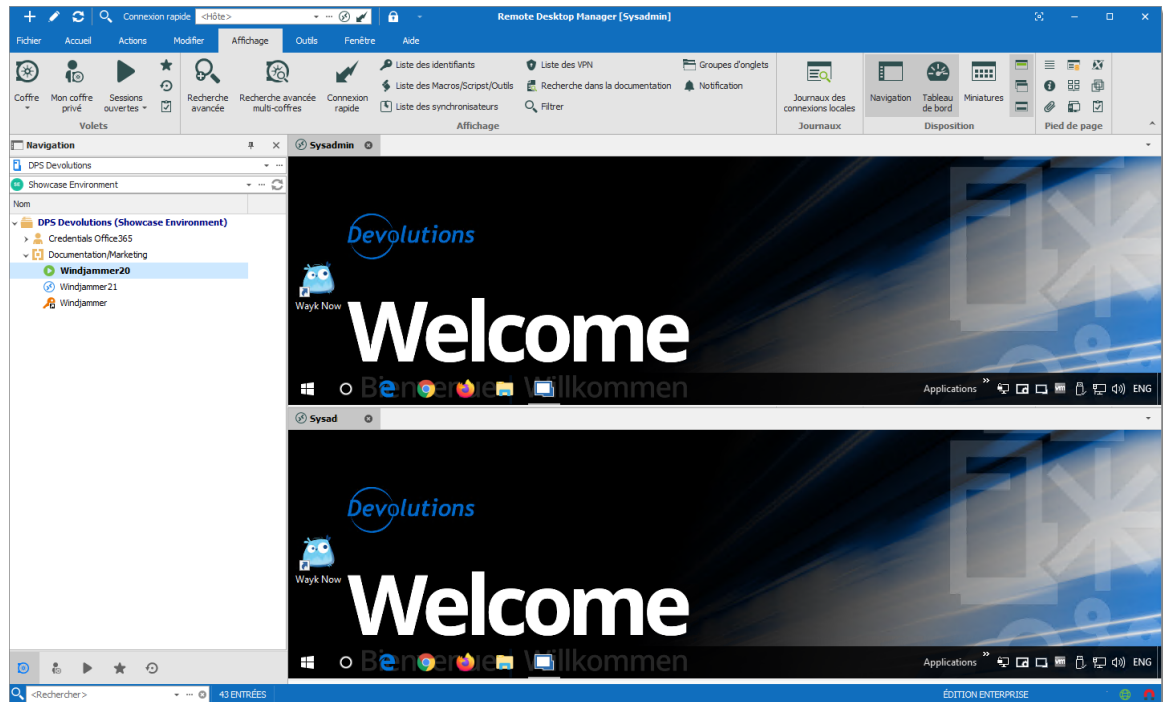 Connexion rapide <Hôte> Remote Desktop Manager [Sysadmin]
Fichier Accueil Actions Modifier Affichage Outils Fenêtre Aide
Coffre
Mon coffre privé
Sessions ouvertes
Volets
Recherche avancée
Recherche avancée multi-coffres
Connexion rapide
Liste des identifiants
Liste des VPN
Groupes d'onglets
Liste des Macros/Scripst/Outils
Recherche dans la documentation
Notification
Liste des synchronisateurs
Filtrer
Affichage
Journaux des connexions locales
Journaux
Navigation
Tableau de bord
Miniatures
Disposition
Pied de page
Navigation
DPS Devolutions
SE Showcase Environment
Nom
DPS Devolutions (Showcase Environment)
Credentials Office365
Documentation/Marketing
Windjammer20
Windjammer21
Windjammer
Sysadmin
Devolutions
Wayk Now
Welcome
Bienvenue Willkommen
Applications » vm ENG
Sysad
Devolutions
Wayk Now
Welcome
Bienvenue Willkommen
Applications » vm ENG
<Rechercher> 43 ENTRÉES ÉDITION ENTERPRISE